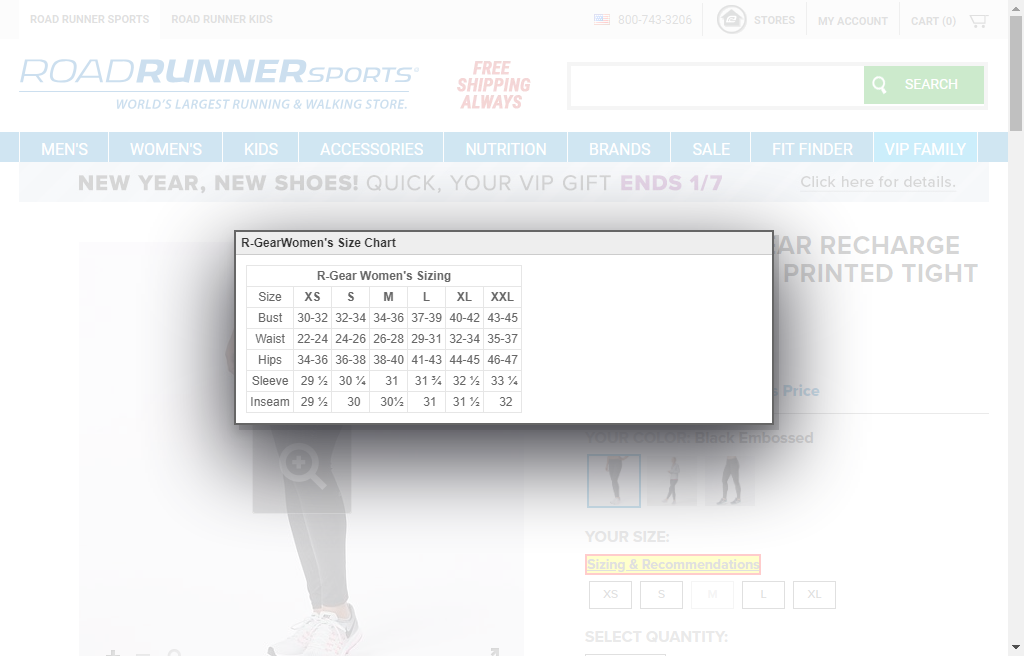 ROAD RUNNER SPORTS ROAD RUNNER KIDS 800-743-3206 STORES MY ACCOUNT CART (0)
ROADRUNNER SPORTS®
WORLD'S LARGEST RUNNING & WALKING STORE.
FREE
SHIPPING
ALWAYS
SEARCH
MEN'S WOMEN'S KIDS ACCESSORIES NUTRITION BRANDS SALE FIT FINDER VIP FAMILY
NEW YEAR, NEW SHOES! QUICK, YOUR VIP GIFT ENDS 1/7 Click here for details.
AR RECHARGE
PRINTED TIGHT
R-GearWomen's Size Chart
R-Gear Women's Sizing
Size XS S M L XL XXL
Bust 30-32 32-34 34-36 37-39 40-42 43-45
Waist 22-24 24-26 26-28 29-31 32-34 35-37
Hips 34-36 36-38 38-40 41-43 44-45 46-47
Sleeve 29 ½ 30 ¼ 31 31 ¾ 32 ½ 33 ¼
Inseam 29 ½ 30 30½ 31 31 ½ 32
Price
YOUR COLOR: Black Embossed
YOUR SIZE:
Sizing & Recommendations
XS S M L XL
SELECT QUANTITY: